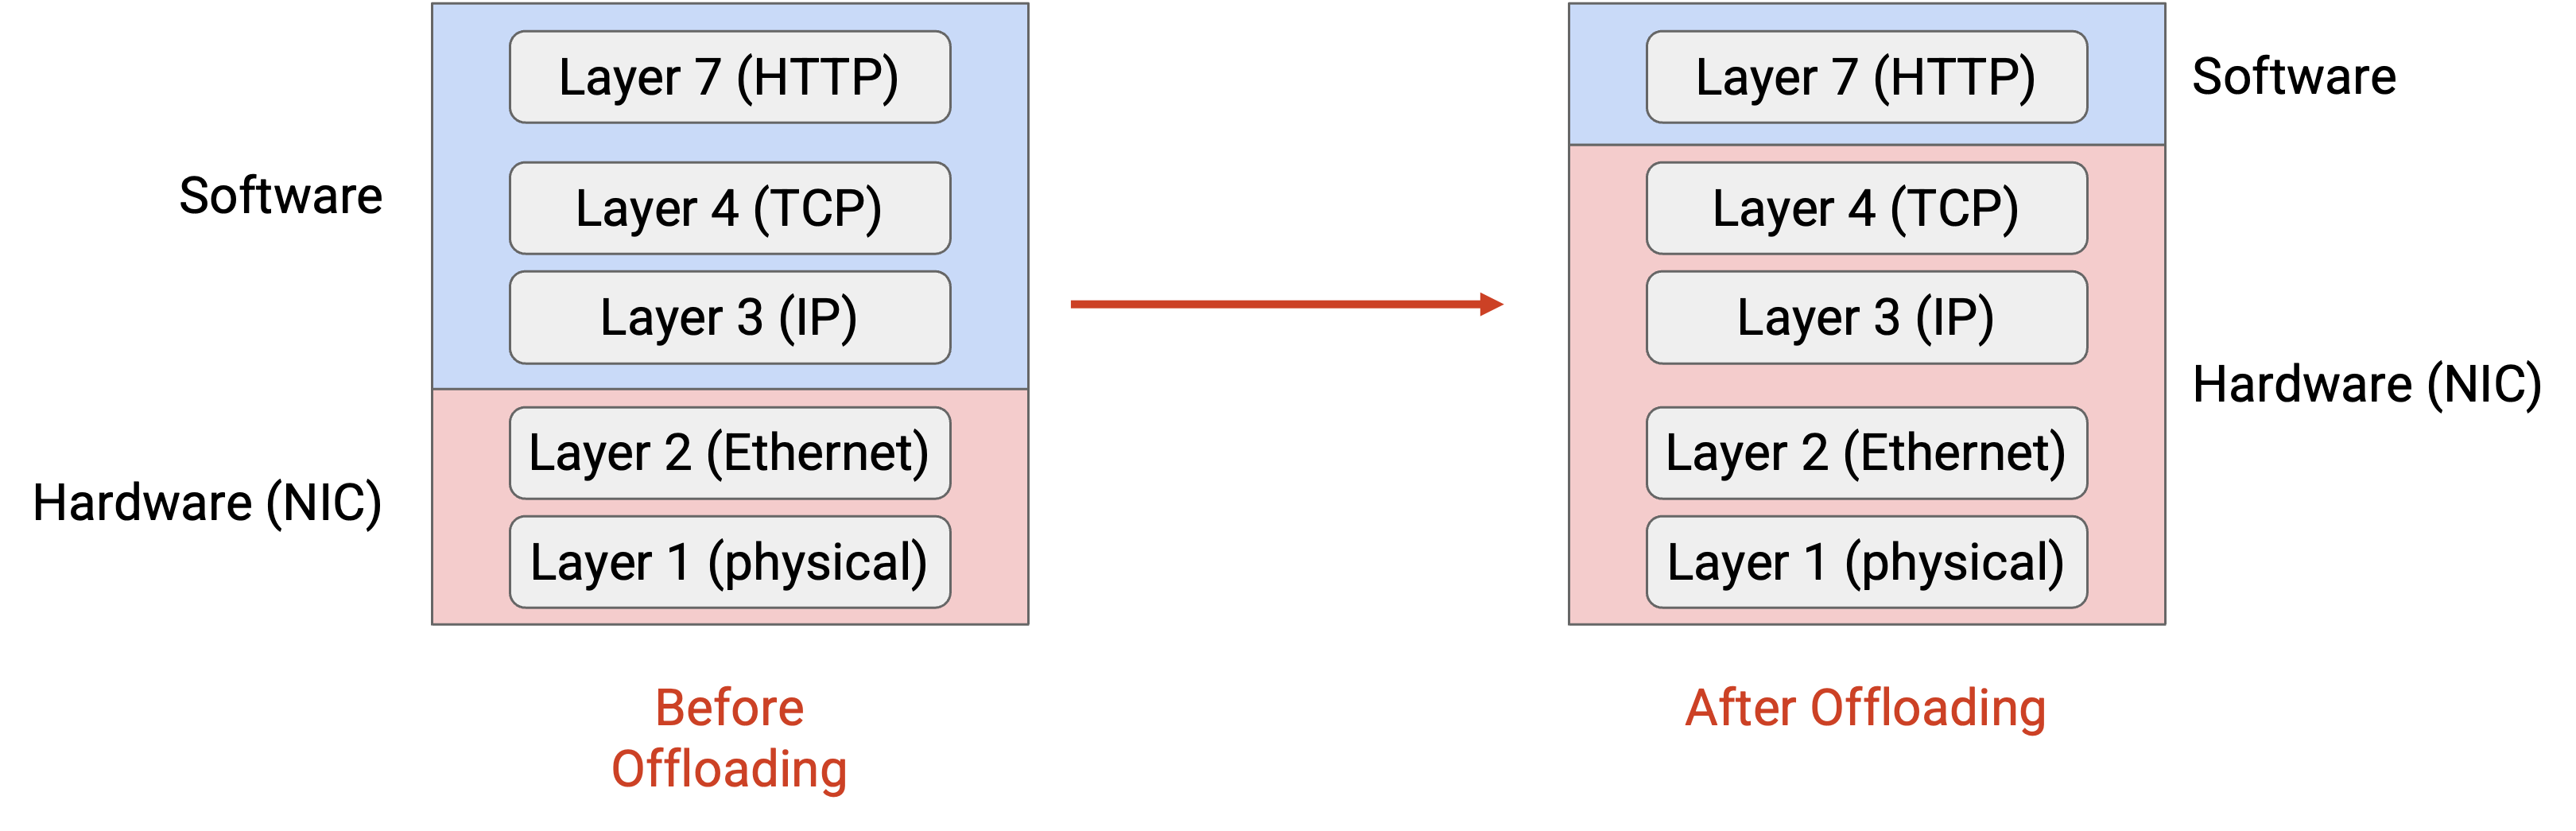 Software
Hardware (NIC)
Layer 7 (HTTP)
Layer 4 (TCP)
Layer 3 (IP)
Layer 2 (Ethernet)
Layer 1 (physical)
Before
Offloading
Layer 7 (HTTP)
Layer 4 (TCP)
Layer 3 (IP)
Layer 2 (Ethernet)
Layer 1 (physical)
After Offloading
Software
Hardware (NIC)